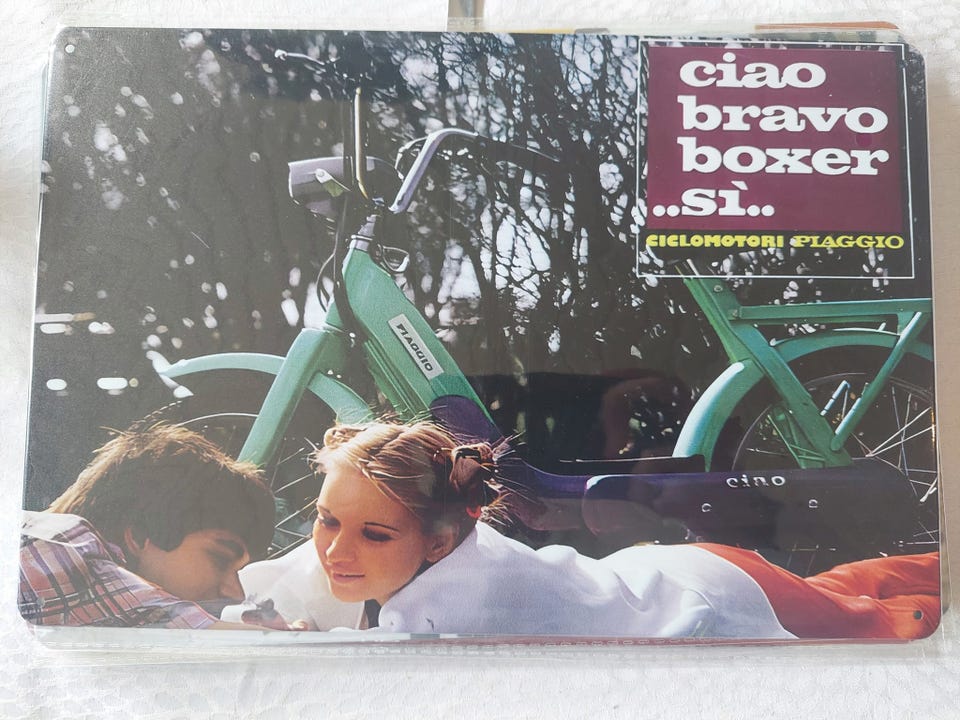 ciao
bravo
boxer
..sì..
CICLOMOTORI PIAGGIO
PIAGGIO
ciao